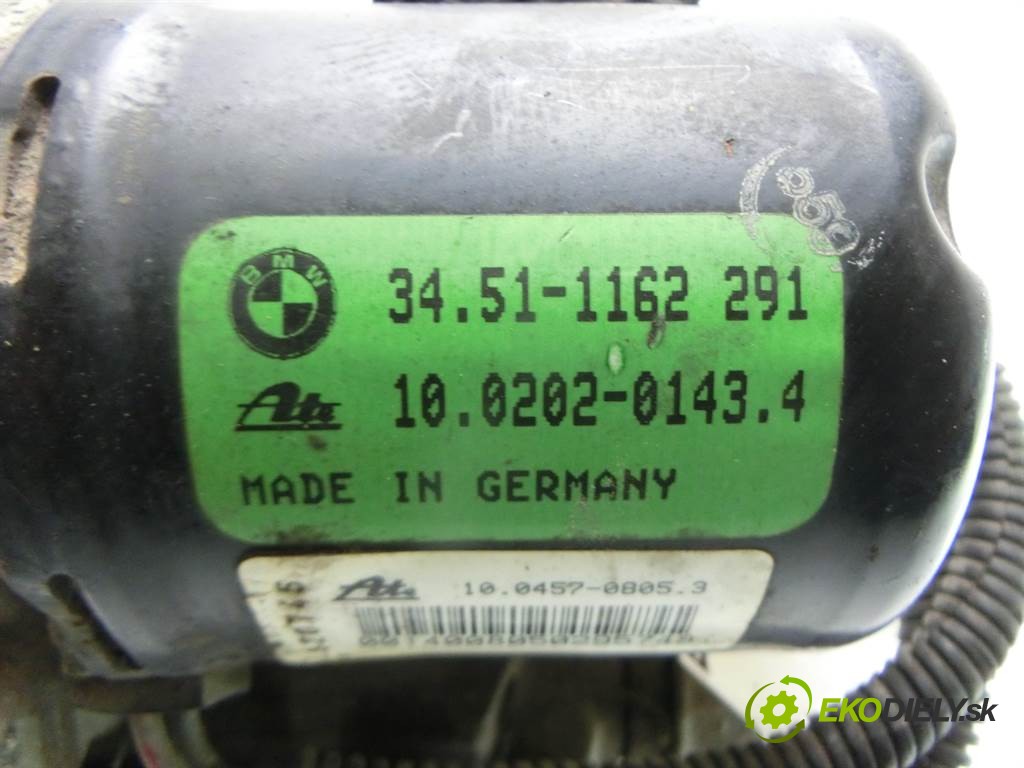 BMW
34.51-1162 291
Ate 10.0202-0143.4
MADE IN GERMANY
Ate 10.0457-0805.3
EKODIELY.sk